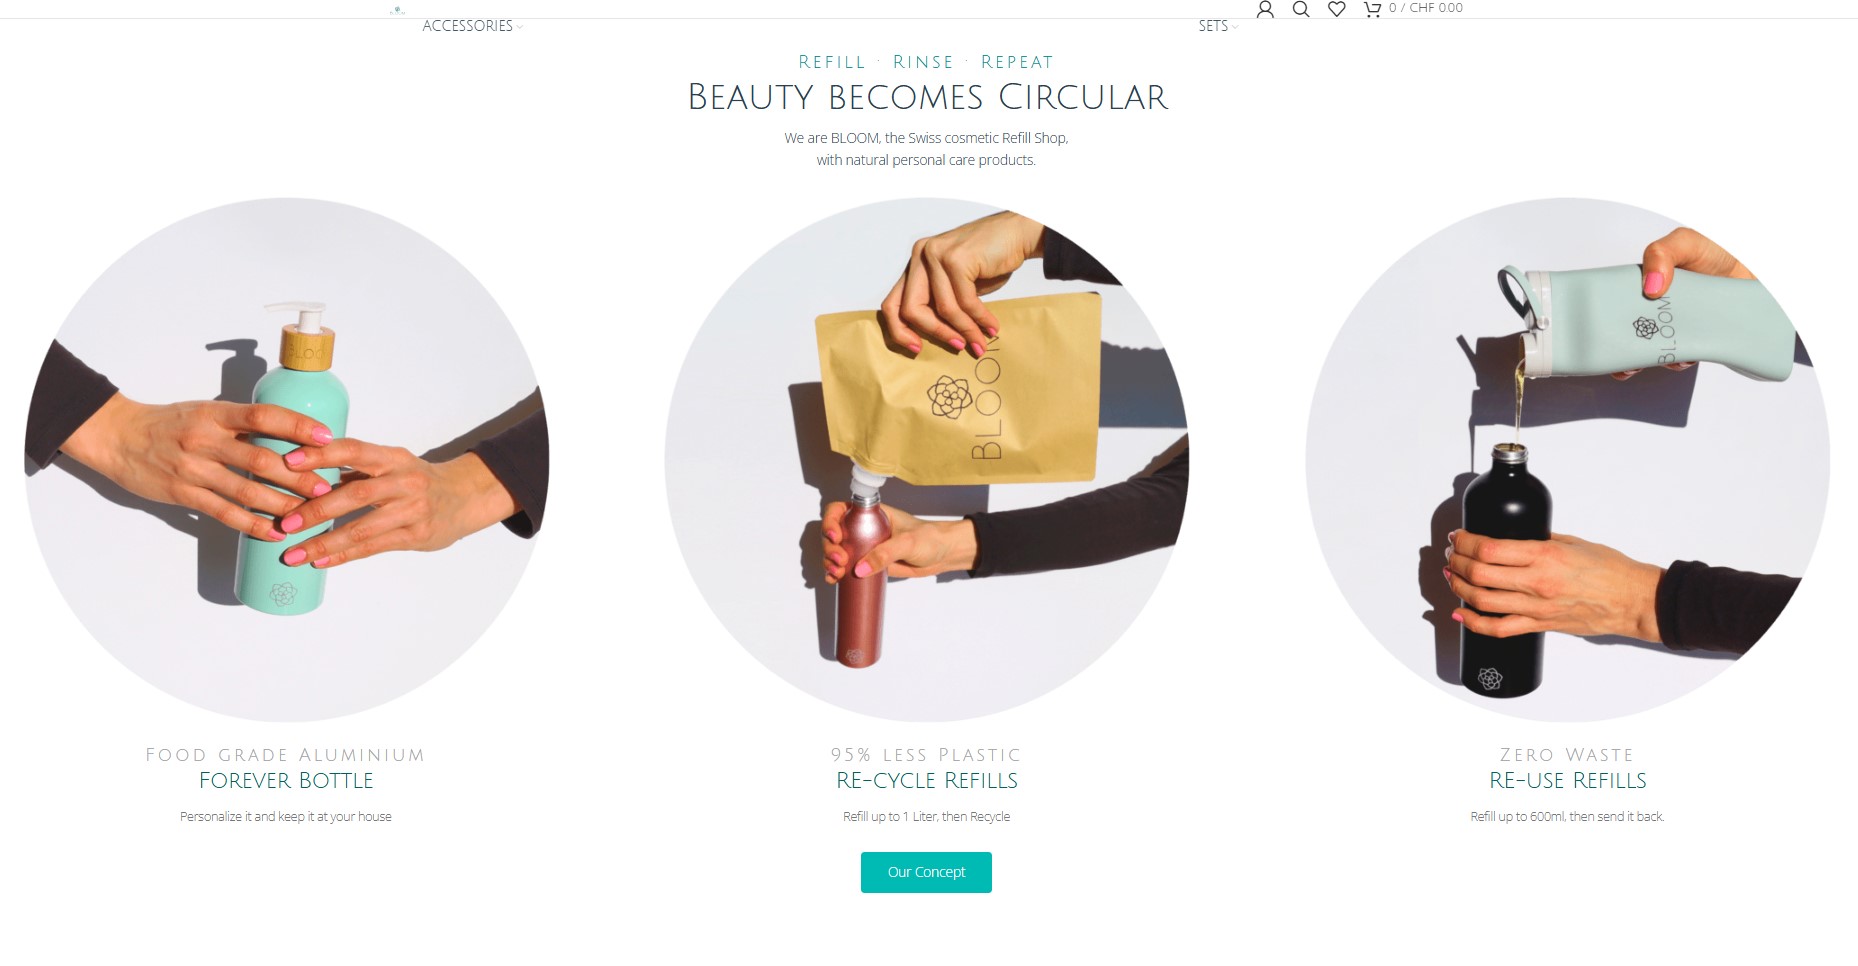 ACCESSORIES
SETS
0 / CHF 0.00
Refill · Rinse · Repeat
Beauty becomes Circular
We are BLOOM, the Swiss cosmetic Refill Shop,
with natural personal care products.
BLOOM
BLOOM
BLOOM
Food grade Aluminium
Forever Bottle
Personalize it and keep it at your house
95% less Plastic
RE-cycle Refills
Refill up to 1 Liter, then Recycle
Zero Waste
RE-use Refills
Refill up to 600ml, then send it back.
Our Concept